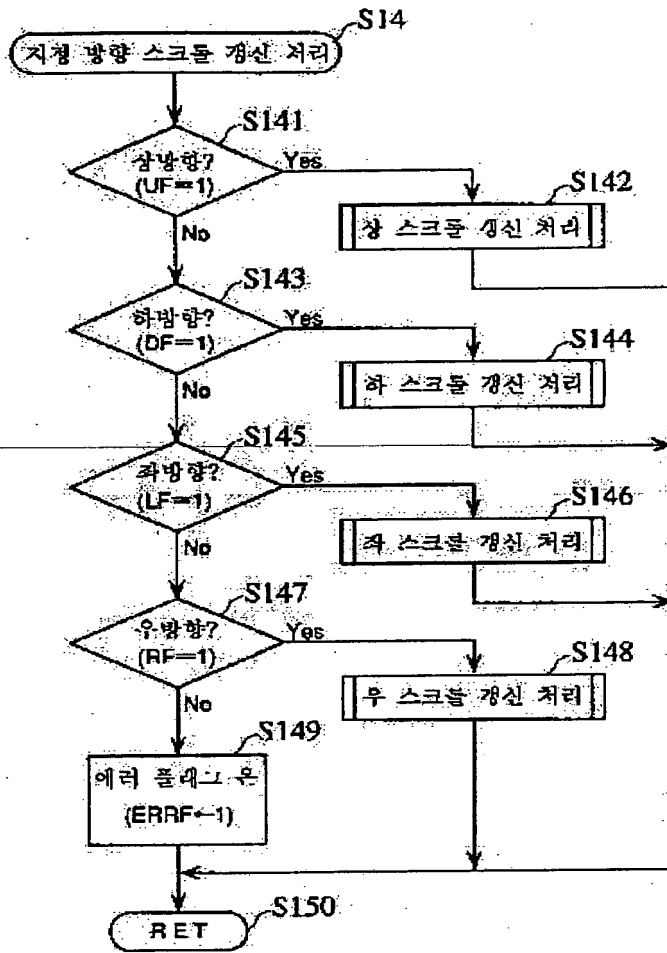 S14
지정 방향 스크롤 갱신 처리
S141
상방향?
(UF=1)
Yes
No
S142
상 스크롤 갱신 처리
S143
하방향?
(DF=1)
Yes
No
S144
하 스크롤 갱신 처리
S145
좌방향?
(LF=1)
Yes
No
S146
좌 스크롤 갱신 처리
S147
우방향?
(RF=1)
Yes
No
S148
우 스크롤 갱신 처리
S149
에러 플래그 온
(ERRF←1)
RET
S150